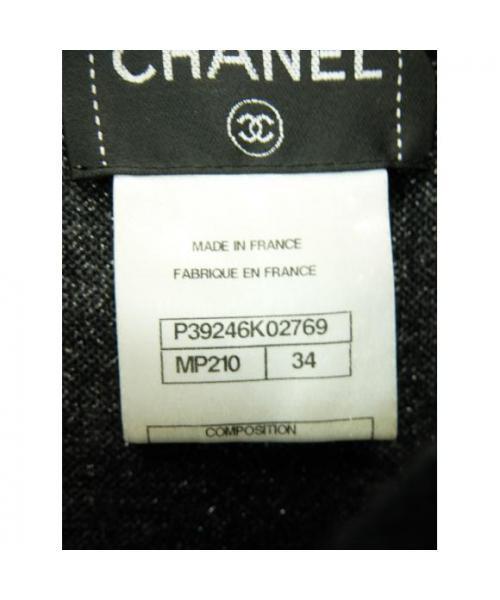 CHANEL
MADE IN FRANCE
FABRIQUE EN FRANCE
P39246K02769
MP210 34
COMPOSITION